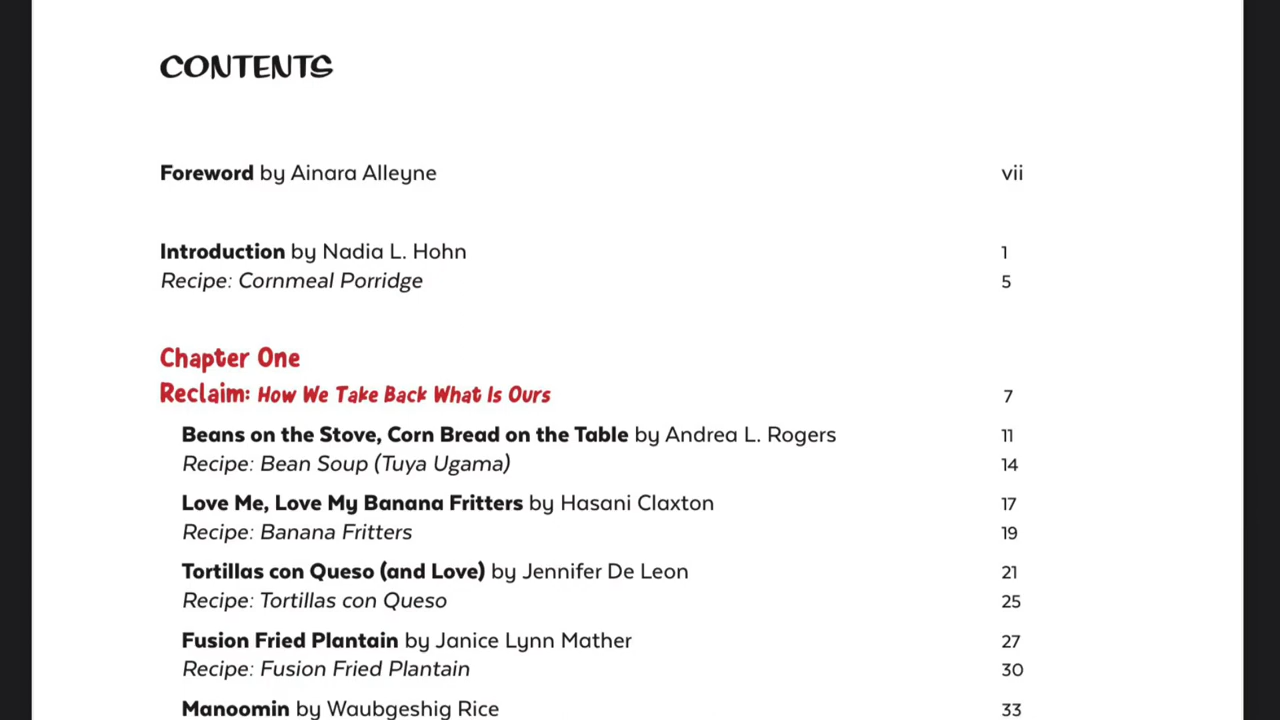 CONTENTS
Foreword by Ainara Alleyne vii
Introduction by Nadia L. Hohn 1
Recipe: Cornmeal Porridge 5
Chapter One
Reclaim: How We Take Back What Is Ours 7
Beans on the Stove, Corn Bread on the Table by Andrea L. Rogers 11
Recipe: Bean Soup (Tuya Ugama) 14
Love Me, Love My Banana Fritters by Hasani Claxton 17
Recipe: Banana Fritters 19
Tortillas con Queso (and Love) by Jennifer De Leon 21
Recipe: Tortillas con Queso 25
Fusion Fried Plantain by Janice Lynn Mather 27
Recipe: Fusion Fried Plantain 30
Manoomin by Waubgeshig Rice 33